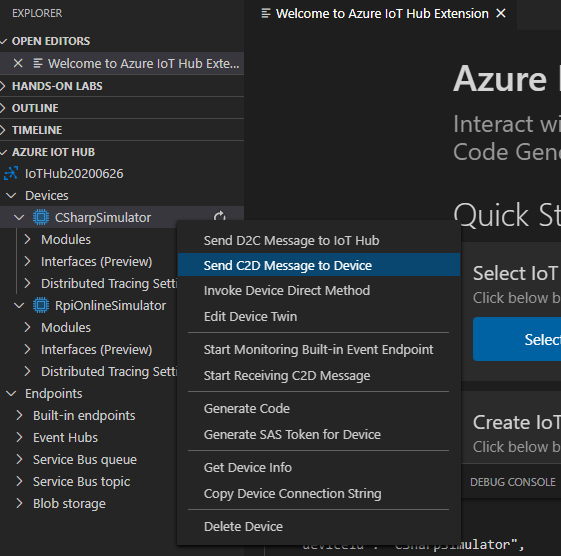 EXPLORER
Welcome to Azure IoT Hub Extension
OPEN EDITORS
Welcome to Azure IoT Hub Exte...
HANDS-ON LABS
OUTLINE
TIMELINE
AZURE IOT HUB
IoTHub20200626
Devices
CSharpSimulator
Modules
Interfaces (Preview)
Distributed Tracing Setti
RpiOnlineSimulator
Modules
Interfaces (Preview)
Distributed Tracing Setti
Endpoints
Built-in endpoints
Event Hubs
Service Bus queue
Service Bus topic
Blob storage
Send D2C Message to IoT Hub
Send C2D Message to Device
Invoke Device Direct Method
Edit Device Twin
Start Monitoring Built-in Event Endpoint
Start Receiving C2D Message
Generate Code
Generate SAS Token for Device
Get Device Info
Copy Device Connection String
Delete Device
Azure I
Interact wi
Code Gene
Quick St
Select IoT
Click below b
Select
Create IoT
Click below b
DEBUG CONSOLE
"deviceId": "CSharpSimulator",